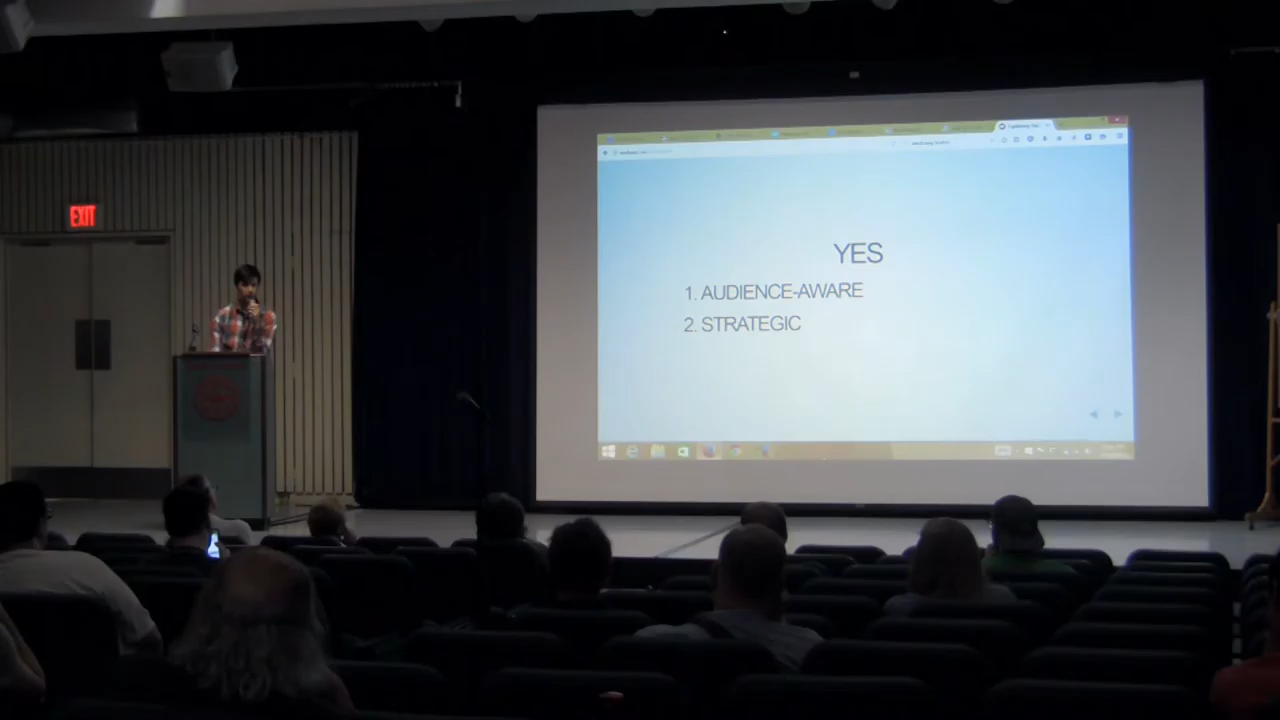 EXIT
YES
1. AUDIENCE-AWARE
2. STRATEGIC